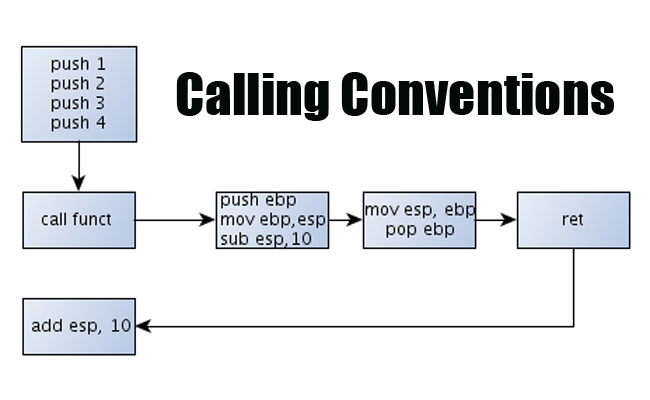 push 1
push 2
push 3
push 4
Calling Conventions
call funct
push ebp
mov ebp,esp
sub esp,10
mov esp, ebp
pop ebp
ret
add esp, 10